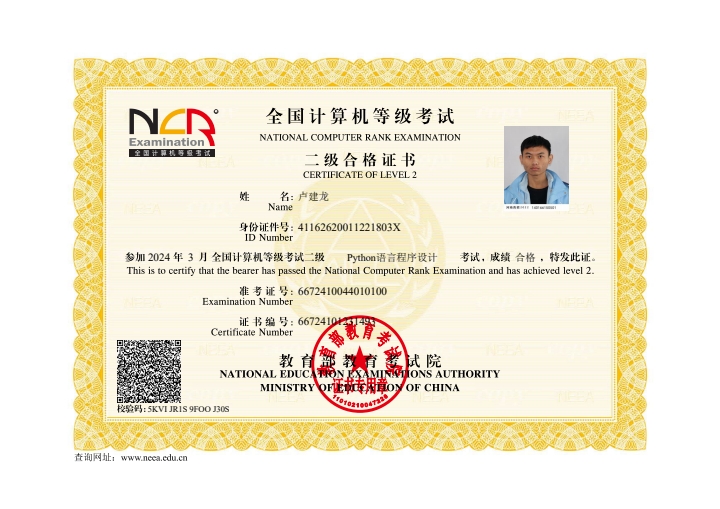 NCR
Examination
全国计算机等级考试
全国计算机等级考试
NATIONAL COMPUTER RANK EXAMINATION
二级合格证书
CERTIFICATE OF LEVEL 2
姓 名: 卢建龙
Name
身份证件号: 41162620011221803X
ID Number
参加 2024 年 3 月 全国计算机等级考试二级 Python语言程序设计 考试, 成绩 合格 , 特发此证。
This is to certify that the bearer has passed the National Computer Rank Examination and has achieved level 2.
准 考 证 号: 6672410044010100
Examination Number
证 书 编 号: 66724101231493
Certificate Number
教育部教育考试院
NATIONAL EDUCATION EXAMINATIONS AUTHORITY
MINISTRY OF EDUCATION OF CHINA
教育部教育考试院
证书专用章
11010210047228
校验码: 5KVI JR1S 9FOO J30S
查询网址: www.neea.edu.cn